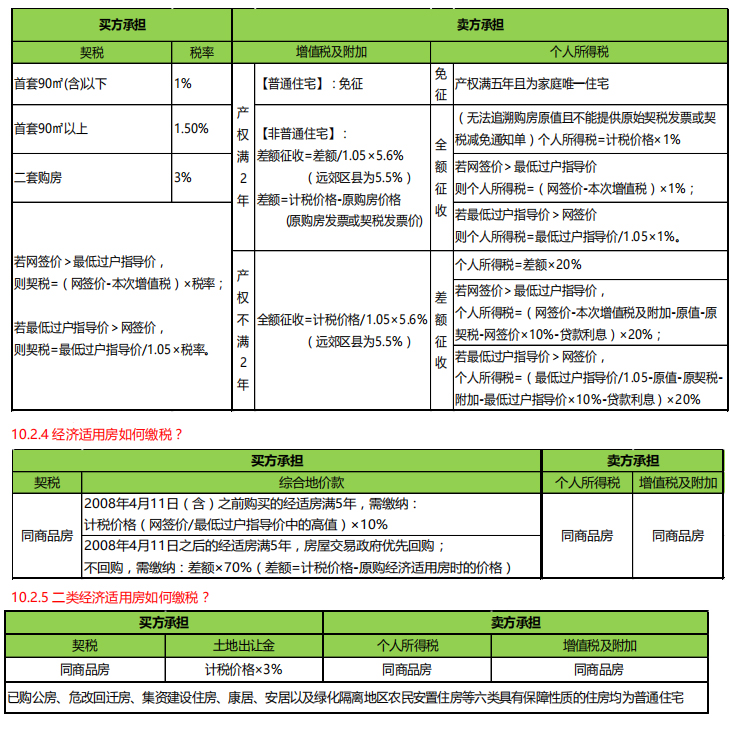 买方承担
卖方承担
契税
税率
增值税及附加
个人所得税
首套90㎡(含)以下
1%
产权满2年
【普通住宅】：免征
免征
产权满五年且为家庭唯一住宅
首套90㎡以上
1.50%
【非普通住宅】：
差额征收=差额/1.05×5.6%
（远郊区县为5.5%）
差额=计税价格-原购房价格
(原购房发票或契税发票价)
全额征收
（无法追溯购房原值且不能提供原始契税发票或契
税减免通知单）个人所得税=计税价格×1%
二套购房
3%
若网签价＞最低过户指导价
则个人所得税=（网签价-本次增值税）×1%；
若最低过户指导价＞网签价
则个人所得税=最低过户指导价/1.05×1%。
若网签价＞最低过户指导价，
则契税=（网签价-本次增值税）×税率；
若最低过户指导价＞网签价，
则契税=最低过户指导价/1.05×税率。
产权不满2年
全额征收=计税价格/1.05×5.6%
（远郊区县为5.5%）
差额征收
个人所得税=差额×20%
若网签价＞最低过户指导价，
个人所得税=（网签价-本次增值税及附加-原值-原
契税-网签价×10%-贷款利息）×20%；
若最低过户指导价＞网签价，
个人所得税=（最低过户指导价/1.05-原值-原契税-
附加-最低过户指导价×10%-贷款利息）×20%
10.2.4 经济适用房如何缴税？
买方承担
卖方承担
契税
综合地价款
个人所得税
增值税及附加
同商品房
2008年4月11日（含）之前购买的经适房满5年，需缴纳：
计税价格（网签价/最低过户指导价中的高值）×10%
2008年4月11日之后的经适房满5年，房屋交易政府优先回购；
不回购，需缴纳：差额×70%（差额=计税价格-原购经济适用房时的价格）
同商品房
同商品房
10.2.5 二类经济适用房如何缴税？
买方承担
卖方承担
契税
土地出让金
个人所得税
增值税及附加
同商品房
计税价格×3%
同商品房
同商品房
已购公房、危改回迁房、集资建设住房、康居、安居以及绿化隔离地区农民安置住房等六类具有保障性质的住房均为普通住宅